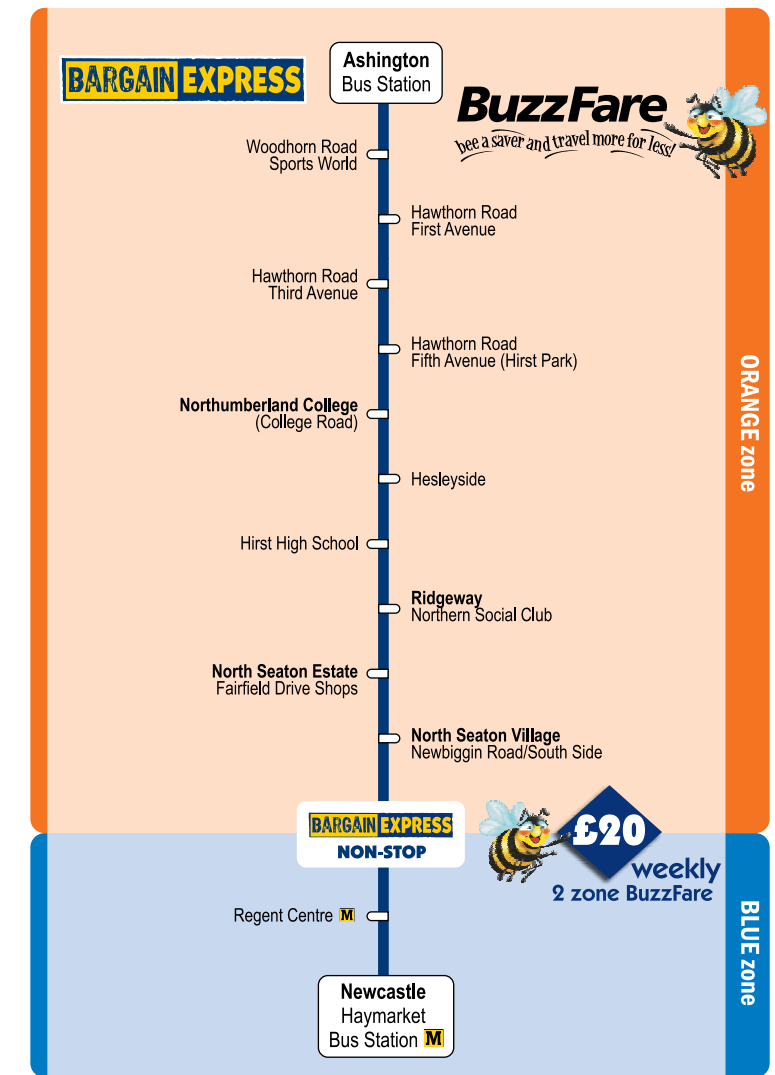 BARGAIN EXPRESS
Ashington
Bus Station
BuzzFare
bee a saver and travel more for less!
Woodhorn Road
Sports World
Hawthorn Road
First Avenue
Hawthorn Road
Third Avenue
Hawthorn Road
Fifth Avenue (Hirst Park)
ORANGE zone
Northumberland College
(College Road)
Hesleyside
Hirst High School
Ridgeway
Northern Social Club
North Seaton Estate
Fairfield Drive Shops
North Seaton Village
Newbiggin Road/South Side
BARGAIN EXPRESS
NON-STOP
£20
weekly
2 zone BuzzFare
BLUE zone
Regent Centre M
Newcastle
Haymarket
Bus Station M